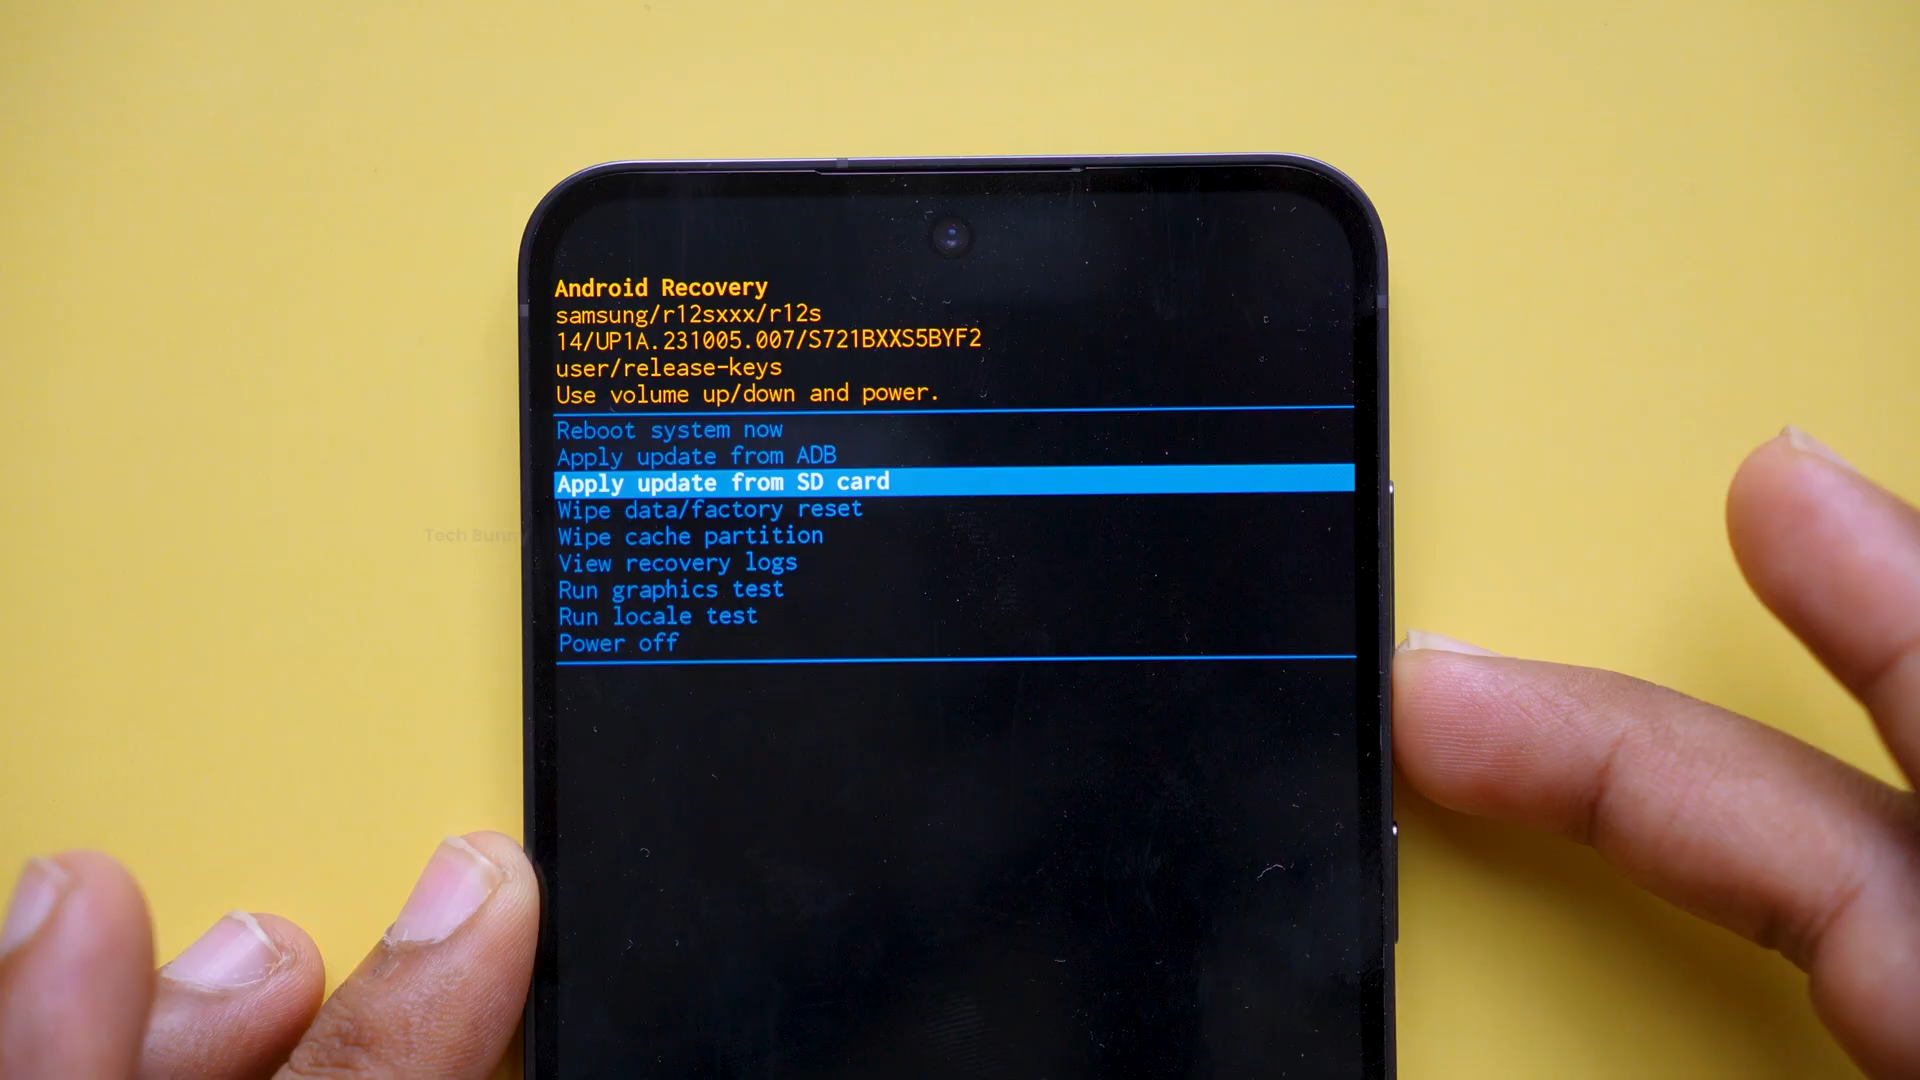 Android Recovery
samsung/r12sxxx/r12s
14/UP1A.231005.007/S721BXXS5BYF2
user/release-keys
Use volume up/down and power.
Reboot system now
Apply update from ADB
Apply update from SD card
Wipe data/factory reset
Tech Bunn
Wipe cache partition
View recovery logs
Run graphics test
Run locale test
Power off